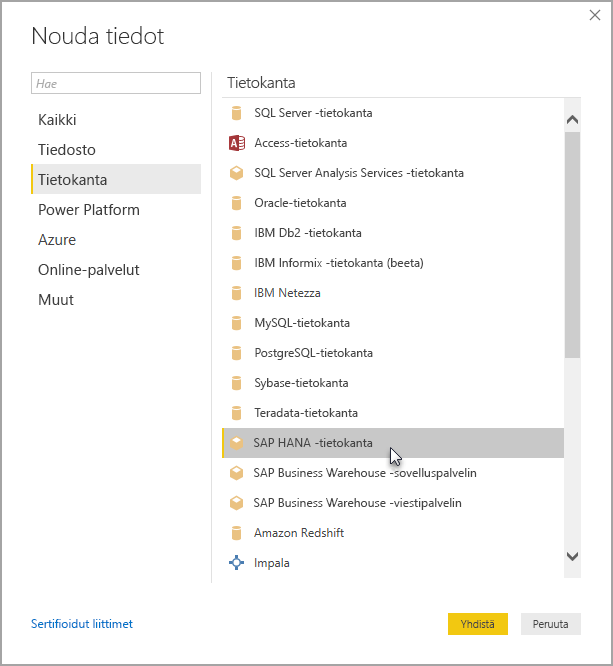 Nouda tiedot
Hae
Kaikki
Tiedosto
Tietokanta
Power Platform
Azure
Online-palvelut
Muut
Tietokanta
SQL Server -tietokanta
Access-tietokanta
SQL Server Analysis Services -tietokanta
Oracle-tietokanta
IBM Db2 -tietokanta
IBM Informix -tietokanta (beeta)
IBM Netezza
MySQL-tietokanta
PostgreSQL-tietokanta
Sybase-tietokanta
Teradata-tietokanta
SAP HANA -tietokanta
SAP Business Warehouse -sovelluspalvelin
SAP Business Warehouse -viestipalvelin
Amazon Redshift
Impala
Sertifioidut liittimet
Yhdistä
Peruuta